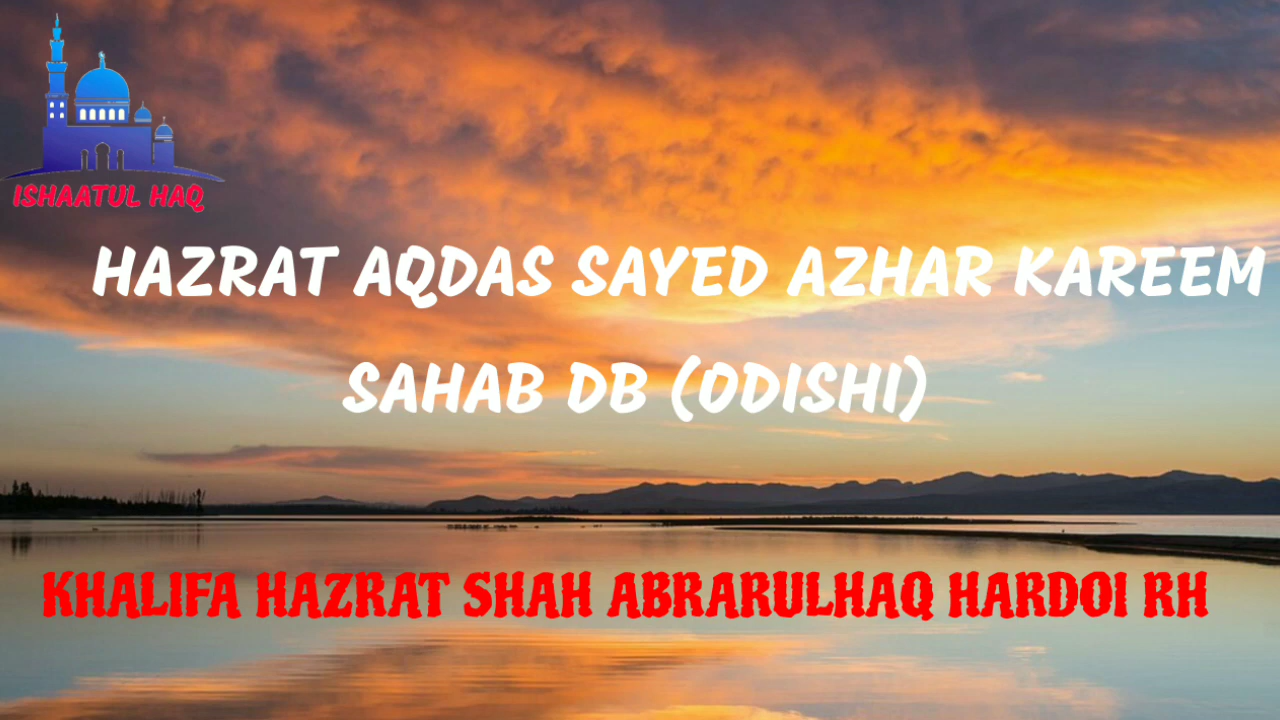 ISHAATUL HAQ
HAZRAT AQDAS SAYED AZHAR KAREEM
SAHAB DB (ODISHI)
KHALIFA HAZRAT SHAH ABRARULHAQ HARDOI RH